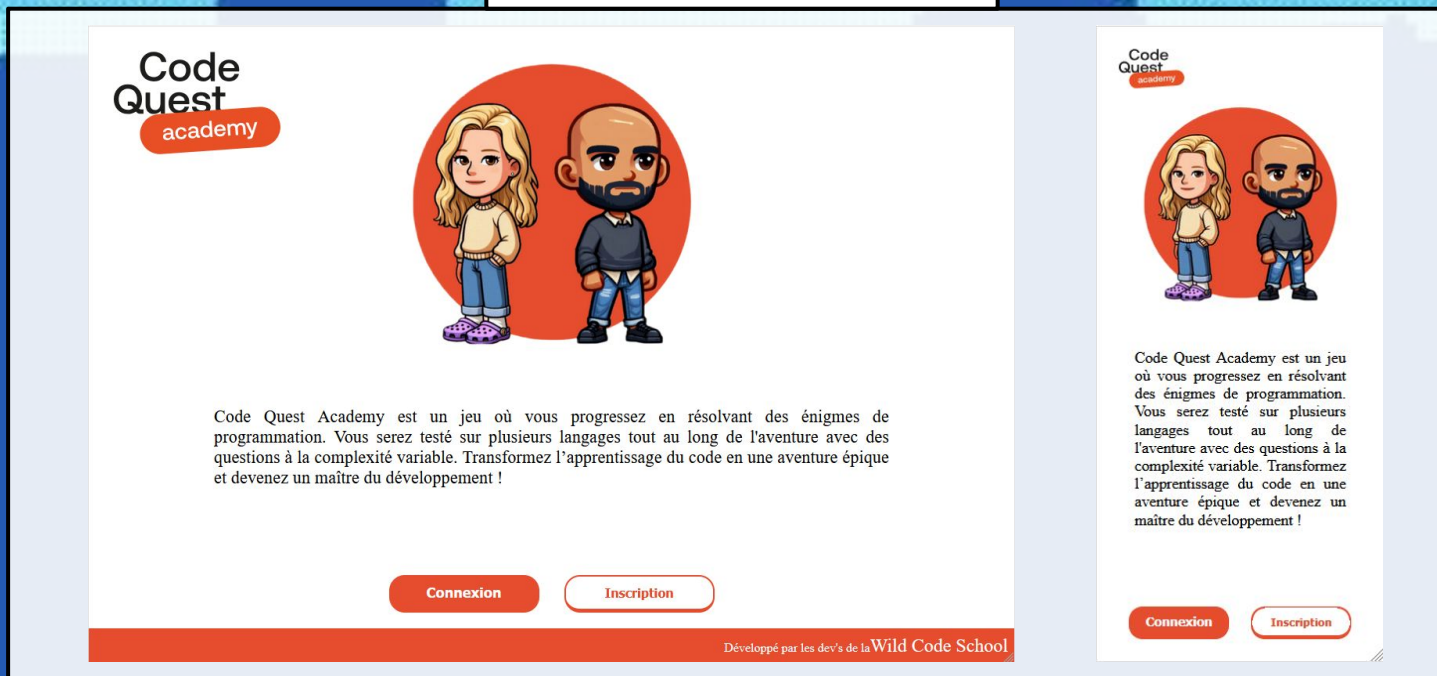 Code
Quest
academy
Code Quest Academy est un jeu où vous progressez en résolvant des énigmes de
programmation. Vous serez testé sur plusieurs langages tout au long de l'aventure avec des
questions à la complexité variable. Transformez l’apprentissage du code en une aventure épique
et devenez un maître du développement !
Connexion
Inscription
Développé par les dev's de la Wild Code School
Code
Quest
academy
Code Quest Academy est un jeu
où vous progressez en résolvant
des énigmes de programmation.
Vous serez testé sur plusieurs
langages tout au long de
l'aventure avec des questions à la
complexité variable. Transformez
l’apprentissage du code en une
aventure épique et devenez un
maître du développement !
Connexion
Inscription